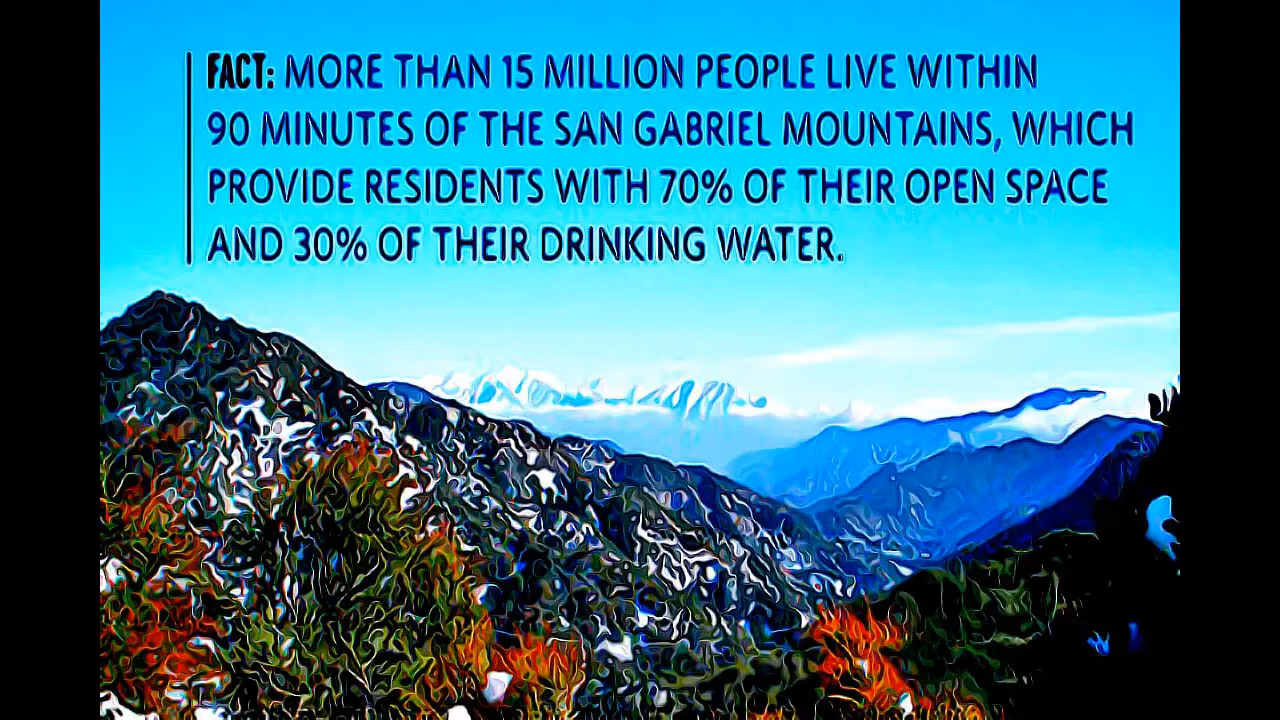 FACT: MORE THAN 15 MILLION PEOPLE LIVE WITHIN
90 MINUTES OF THE SAN GABRIEL MOUNTAINS, WHICH
PROVIDE RESIDENTS WITH 70% OF THEIR OPEN SPACE
AND 30% OF THEIR DRINKING WATER.